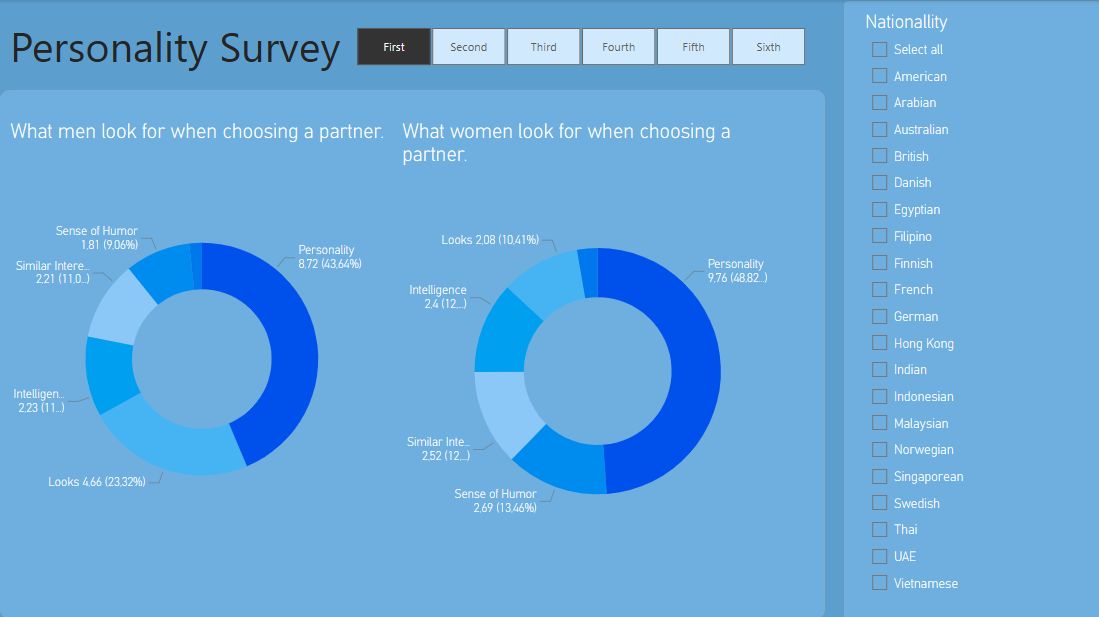 Personality Survey
First
Second
Third
Fourth
Fifth
Sixth
What men look for when choosing a partner.
Sense of Humor
1,81 (9,06%)
Personality
8,72 (43,64%)
Similar Intere...
2,21 (11,0...)
Intelligen...
2,23 (11...)
Looks 4,66 (23,32%)
What women look for when choosing a
partner.
Looks 2,08 (10,41%)
Personality
9,76 (48,82...)
Intelligence
2,4 (12,...)
Similar Inte...
2,52 (12,...)
Sense of Humor
2,69 (13,46%)
Nationallity
Select all
American
Arabian
Australian
British
Danish
Egyptian
Filipino
Finnish
French
German
Hong Kong
Indian
Indonesian
Malaysian
Norwegian
Singaporean
Swedish
Thai
UAE
Vietnamese